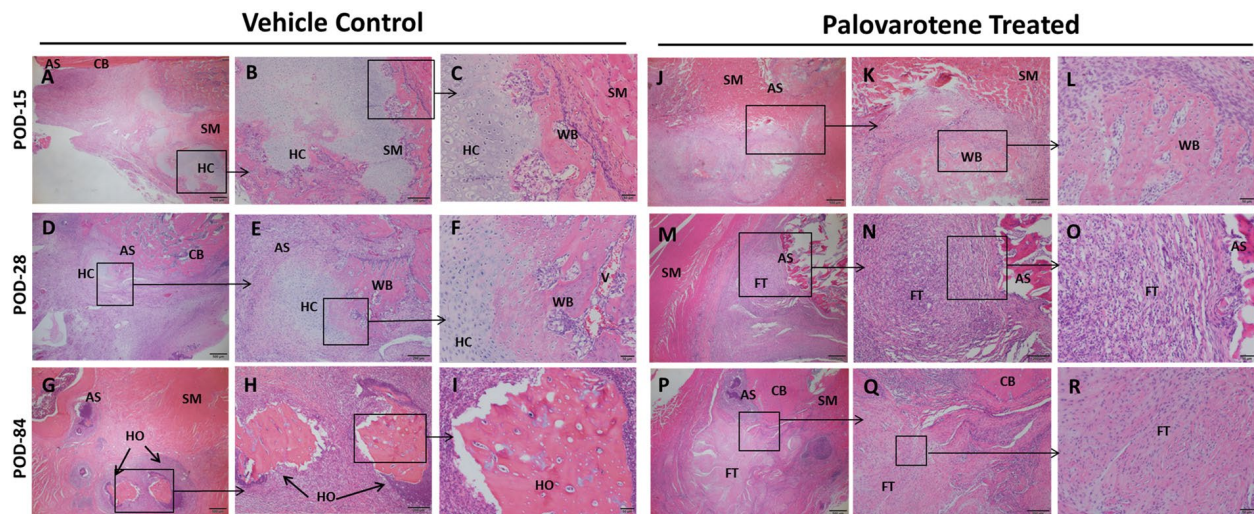 Vehicle Control
Palovarotene Treated
POD-15
A
AS
CB
SM
HC
B
HC
SM
C
SM
WB
HC
J
AS
SM
K
SM
WB
L
WB
POD-28
D
AS
CB
HC
E
AS
HC
WB
F
V
WB
HC
M
SM
FT
AS
N
FT
AS
O
FT
AS
POD-84
G
AS
SM
HO
H
HO
I
HO
P
AS
CB
SM
FT
Q
CB
FT
R
FT